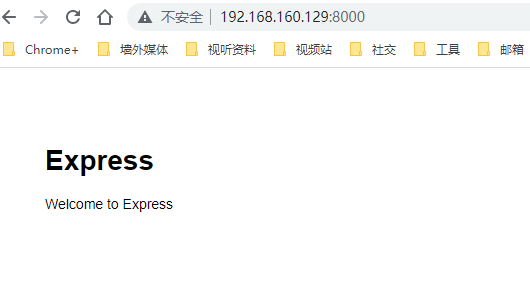 不安全 192.168.160.129:8000
Chrome+ 墙外媒体 视听资料 视频站 社交 工具 邮箱
Express
Welcome to Express